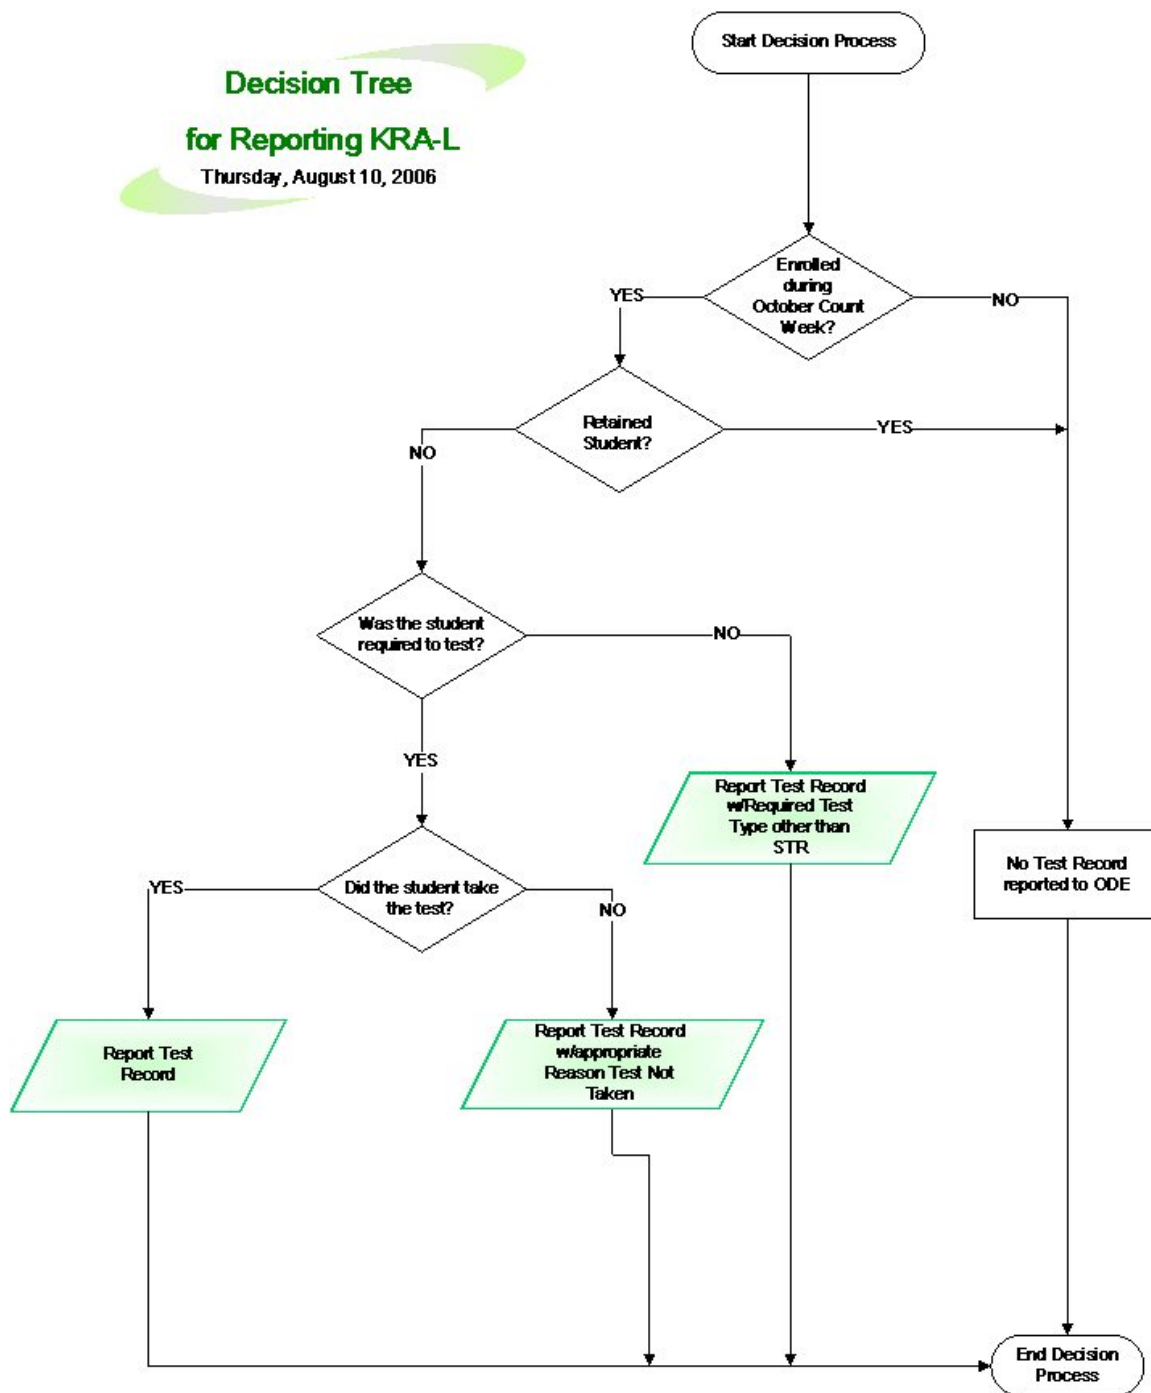 Start Decision Process
Decision Tree
for Reporting KRA-L
Thursday, August 10, 2006
Enrolled
during
October Count
Week?
YES
NO
Retained
Student?
YES
NO
Was the student
required to test?
NO
YES
Report Test Record
w/Required Test
Type other than
STR
No Test Record
reported to ODE
Did the student take
the test?
YES
NO
Report Test
Record
Report Test Record
w/appropriate
Reason Test Not
Taken
End Decision
Process